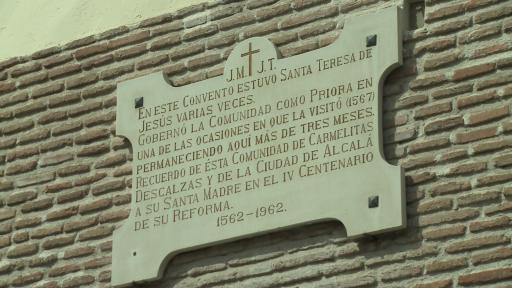 J.M. J.T.
EN ESTE CONVENTO ESTUVO SANTA TERESA DE
JESÚS VARIAS VECES.
GOBERNÓ LA COMUNIDAD COMO PRIORA EN
UNA DE LAS OCASIONES EN QUE LA VISITÓ (1567)
PERMANECIENDO AQUÍ MÁS DE TRES MESES.
RECUERDO DE ÉSTA COMUNIDAD DE CARMELITAS
DESCALZAS Y DE LA CIUDAD DE ALCALÁ
A SU SANTA MADRE EN EL IV CENTENARIO
DE SU REFORMA.
1562-1962.